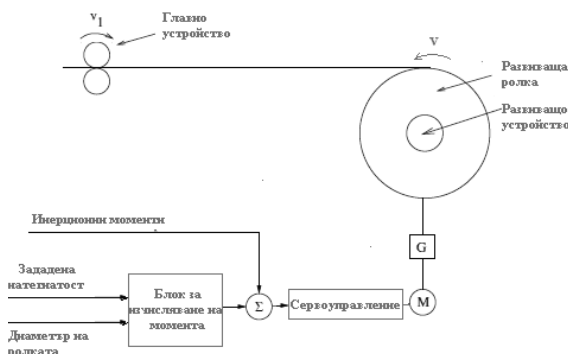 v1
Главно
устройство
v
Развиваща
ролка
Развиващо
устройство
Инерционни моменти
G
Зададена
натегнатост
Блок за
изчисляване на
момента
Σ
Сервоуправление
M
Диаметър на
ролката